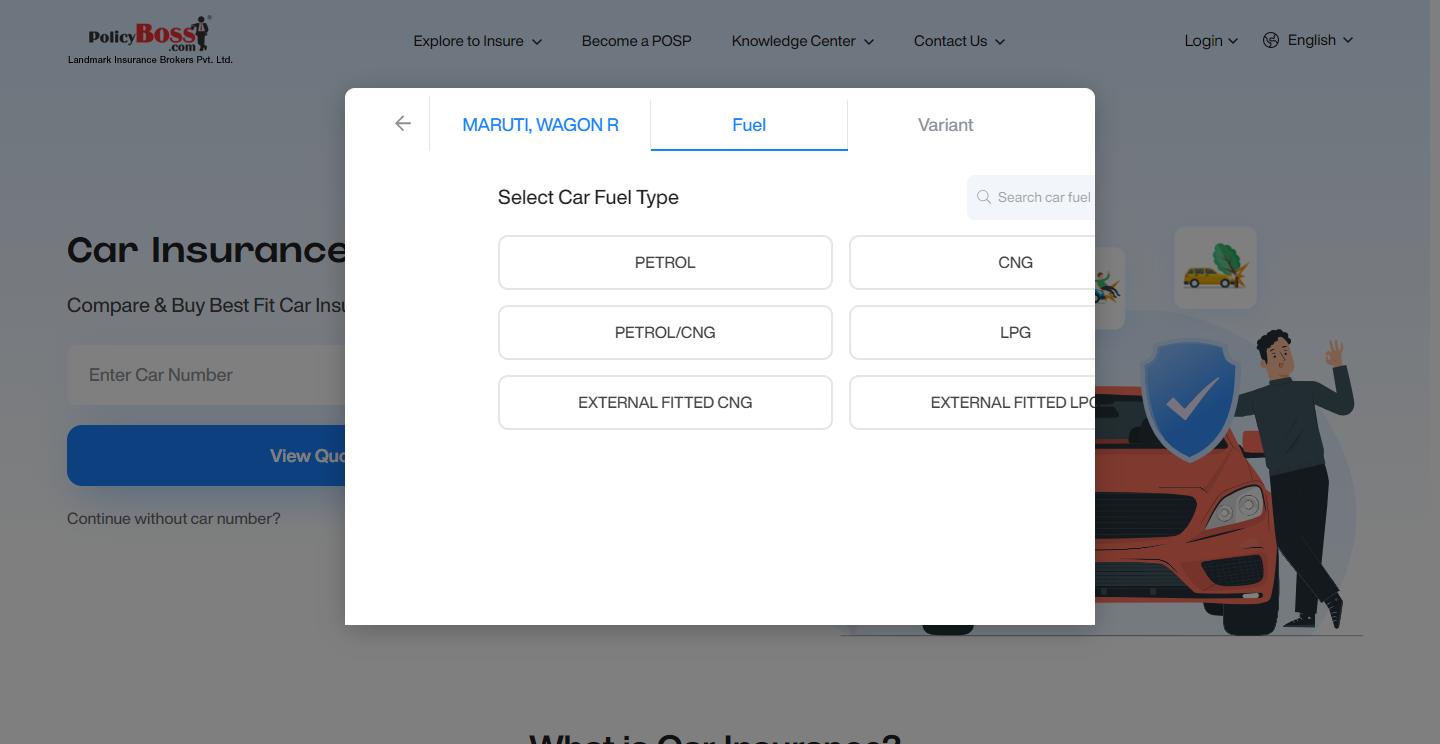 PolicyBoss®
.com
Landmark Insurance Brokers Pvt. Ltd.
Explore to Insure
Become a POSP
Knowledge Center
Contact Us
Login
English
MARUTI, WAGON R
Fuel
Variant
Select Car Fuel Type
Search car fuel
PETROL
CNG
PETROL/CNG
LPG
EXTERNAL FITTED CNG
EXTERNAL FITTED LPG
Car Insurance
Compare & Buy Best Fit Car Insu
Enter Car Number
View Quo
Continue without car number?
What is Car Insurance?